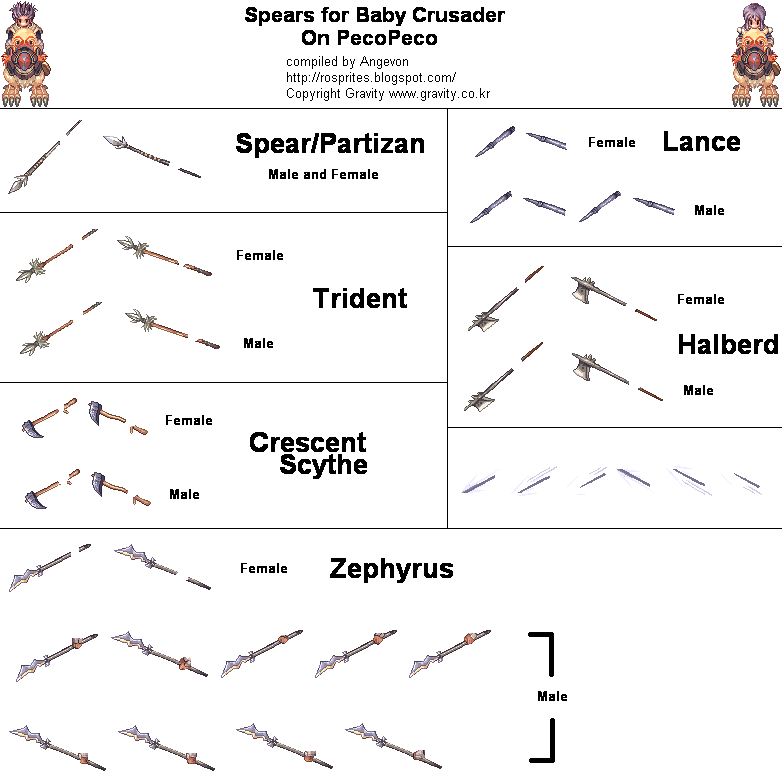 Spears for Baby Crusader
On PecoPeco
compiled by Angevon
http://rosprites.blogspot.com/
Copyright Gravity www.gravity.co.kr
Spear/Partizan
Male and Female
Female
Lance
Male
Female
Trident
Male
Female
Halberd
Male
Female
Crescent
Scythe
Male
Female
Zephyrus
Male